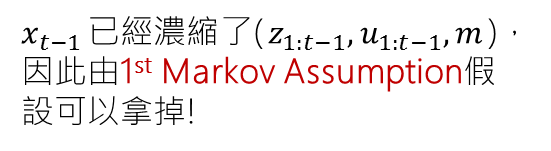 x_{t−1} 已經濃縮了(z_{1:t−1}, u_{1:t−1}, m)，
因此由1st Markov Assumption假
設可以拿掉!